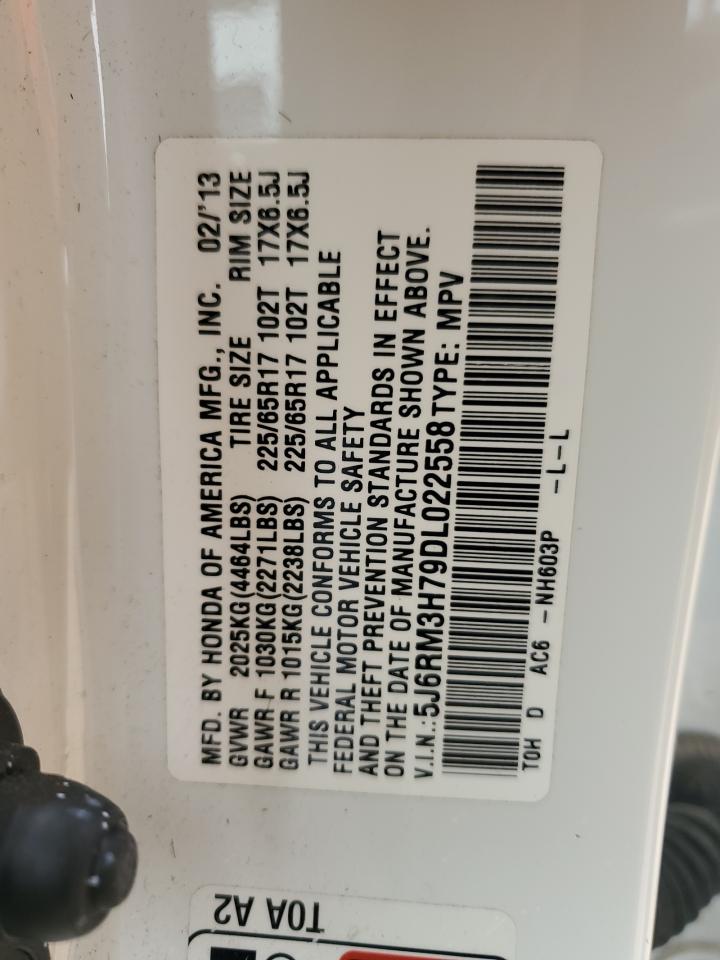 MFD. BY HONDA OF AMERICA MFG., INC. 02/'13
GVWR 2025KG(4464LBS) TIRE SIZE RIM SIZE
GAWR F 1030KG(2271LBS) 225/65R17 102T 17X6.5J
GAWR R 1015KG(2238LBS) 225/65R17 102T 17X6.5J
THIS VEHICLE CONFORMS TO ALL APPLICABLE
FEDERAL MOTOR VEHICLE SAFETY
AND THEFT PREVENTION STANDARDS IN EFFECT
ON THE DATE OF MANUFACTURE SHOWN ABOVE.
V.I.N.:5J6RM3H79DL022558 TYPE: MPV
T0H D AC6 -NH603P -L-L
T0A A2